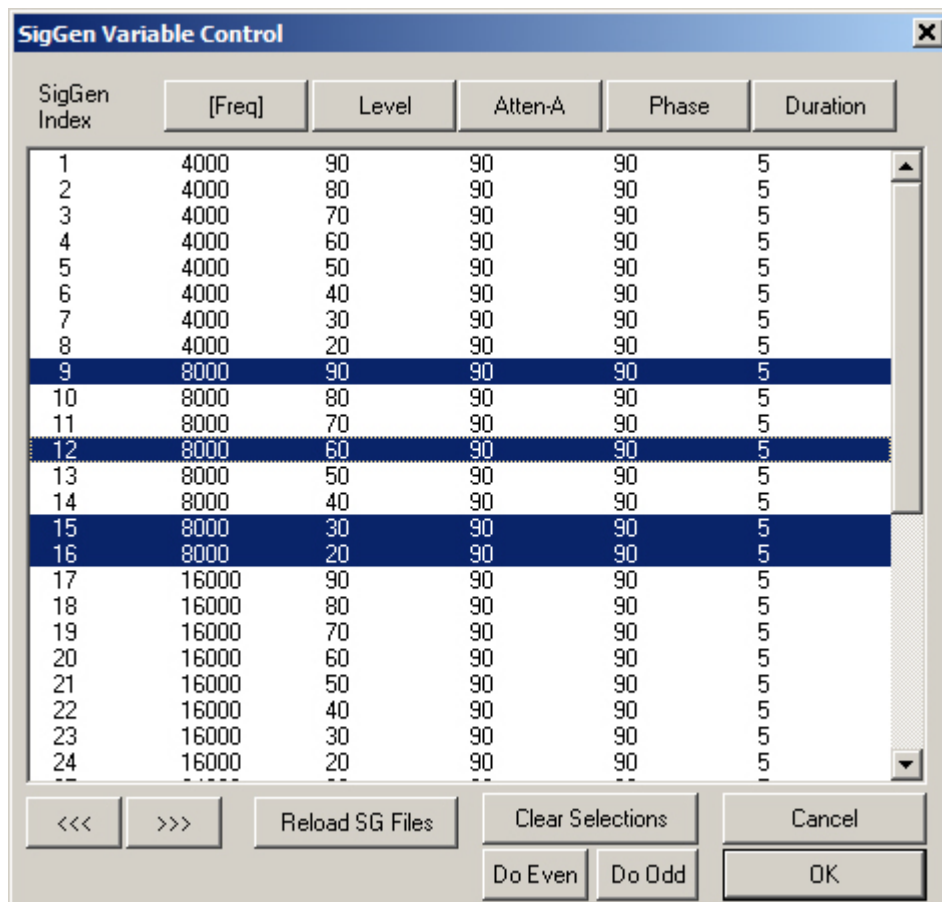 SigGen Variable Control
SigGen Index [Freq] Level Atten-A Phase Duration
1 4000 90 90 90 5
2 4000 80 90 90 5
3 4000 70 90 90 5
4 4000 60 90 90 5
5 4000 50 90 90 5
6 4000 40 90 90 5
7 4000 30 90 90 5
8 4000 20 90 90 5
9 8000 90 90 90 5
10 8000 80 90 90 5
11 8000 70 90 90 5
12 8000 60 90 90 5
13 8000 50 90 90 5
14 8000 40 90 90 5
15 8000 30 90 90 5
16 8000 20 90 90 5
17 16000 90 90 90 5
18 16000 80 90 90 5
19 16000 70 90 90 5
20 16000 60 90 90 5
21 16000 50 90 90 5
22 16000 40 90 90 5
23 16000 30 90 90 5
24 16000 20 90 90 5
<<< >>> Reload SG Files Clear Selections Cancel
Do Even Do Odd OK